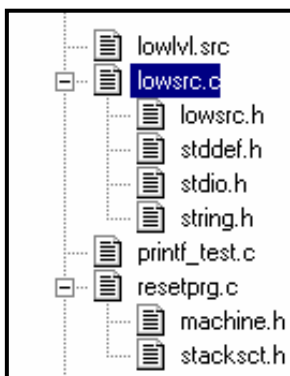 lowlvl.src
lowsrc.c
lowsrc.h
stddef.h
stdio.h
string.h
printf_test.c
resetprg.c
machine.h
stacksct.h